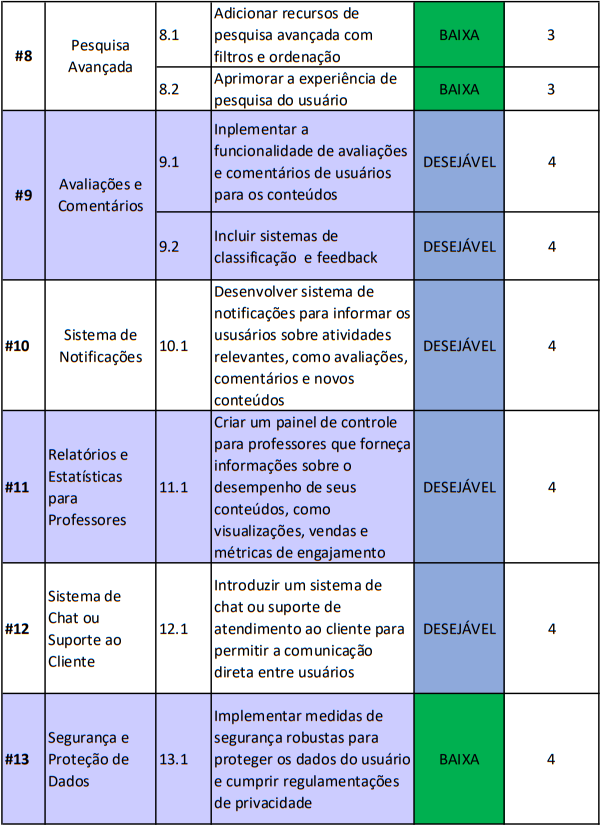 #8
Pesquisa
Avançada
8.1
Adicionar recursos de
pesquisa avançada com
filtros e ordenação
BAIXA
3
8.2
Aprimorar a experiência de
pesquisa do usuário
BAIXA
3
#9
Avaliações e
Comentários
9.1
Inplementar a
funcionalidade de avaliações
e comentários de usuários
para os conteúdos
DESEJÁVEL
4
9.2
Incluir sistemas de
classificação e feedback
DESEJÁVEL
4
#10
Sistema de
Notificações
10.1
Desenvolver sistema de
notificações para informar os
ususários sobre atividades
relevantes, como avaliações,
comentários e novos
conteúdos
DESEJÁVEL
4
#11
Relatórios e
Estatísticas
para
Professores
11.1
Criar um painel de controle
para professores que forneça
informações sobre o
desempenho de seus
conteúdos, como
visualizações, vendas e
métricas de engajamento
DESEJÁVEL
4
#12
Sistema de
Chat ou
Suporte ao
Cliente
12.1
Introduzir um sistema de
chat ou suporte de
atendimento ao cliente para
permitir a comunicação
direta entre usuários
DESEJÁVEL
4
#13
Segurança e
Proteção de
Dados
13.1
Implementar medidas de
segurança robustas para
proteger os dados do usuário
e cumprir regulamentações
de privacidade
BAIXA
4